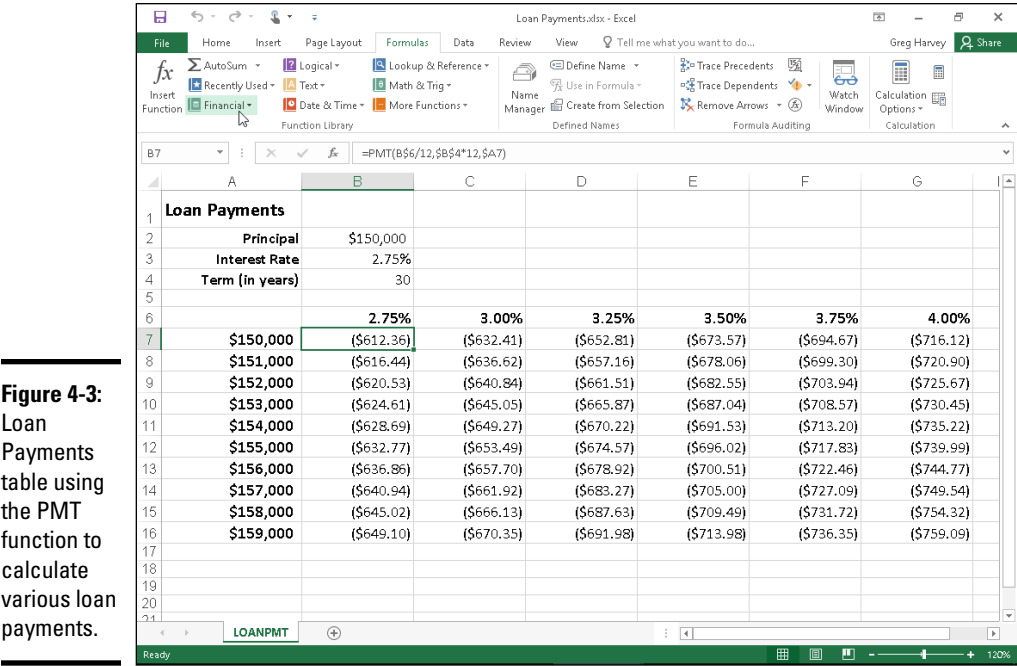 Loan Payments.xlsx - Excel
File Home Insert Page Layout Formulas Data Review View Tell me what you want to do... Greg Harvey Share
fx Insert Function
AutoSum
Recently Used
Financial
Logical
Text
Date & Time
Lookup & Reference
Math & Trig
More Functions
Function Library
Name Manager
Define Name
Use in Formula
Create from Selection
Defined Names
Trace Precedents
Trace Dependents
Remove Arrows
Formula Auditing
Watch Window
Calculation Options
Calculation
B7 fx =PMT(B$6/12,$B$4*12,$A7)
A B C D E F G
1 Loan Payments
2 Principal $150,000
3 Interest Rate 2.75%
4 Term (in years) 30
5
6 2.75% 3.00% 3.25% 3.50% 3.75% 4.00%
7 $150,000 ($612.36) ($632.41) ($652.81) ($673.57) ($694.67) ($716.12)
8 $151,000 ($616.44) ($636.62) ($657.16) ($678.06) ($699.30) ($720.90)
9 $152,000 ($620.53) ($640.84) ($661.51) ($682.55) ($703.94) ($725.67)
10 $153,000 ($624.61) ($645.05) ($665.87) ($687.04) ($708.57) ($730.45)
11 $154,000 ($628.69) ($649.27) ($670.22) ($691.53) ($713.20) ($735.22)
12 $155,000 ($632.77) ($653.49) ($674.57) ($696.02) ($717.83) ($739.99)
13 $156,000 ($636.86) ($657.70) ($678.92) ($700.51) ($722.46) ($744.77)
14 $157,000 ($640.94) ($661.92) ($683.27) ($705.00) ($727.09) ($749.54)
15 $158,000 ($645.02) ($666.13) ($687.63) ($709.49) ($731.72) ($754.32)
16 $159,000 ($649.10) ($670.35) ($691.98) ($713.98) ($736.35) ($759.09)
17
18
19
20
21
LOANPMT
Ready 120%
Figure 4-3:
Loan
Payments
table using
the PMT
function to
calculate
various loan
payments.